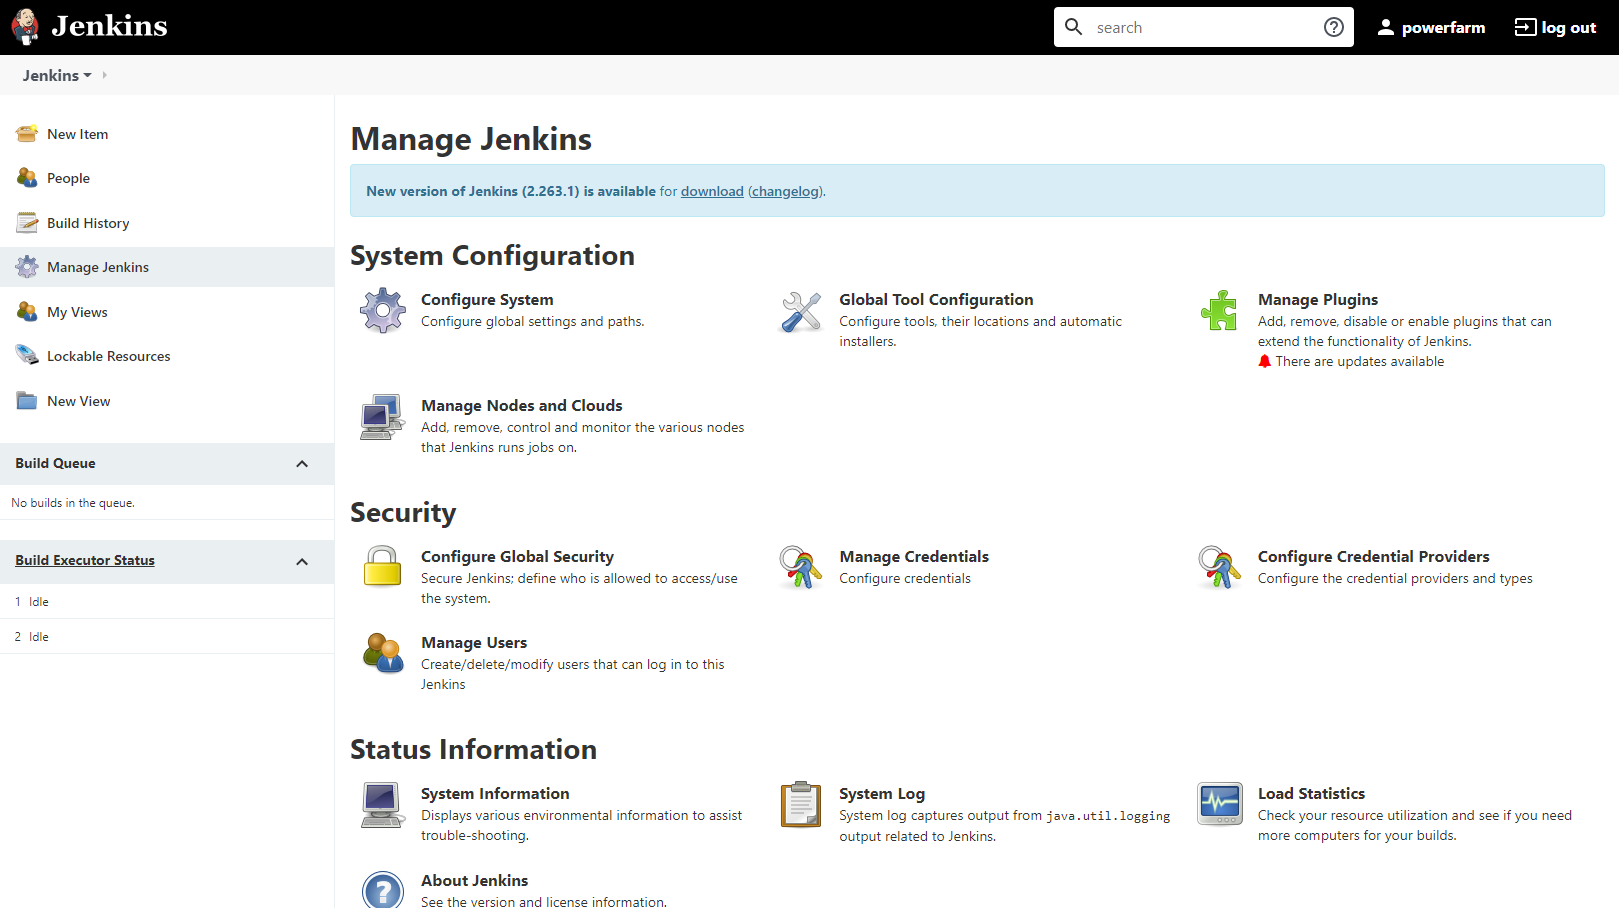 Jenkins
search
powerfarm
log out
Jenkins
New Item
People
Build History
Manage Jenkins
My Views
Lockable Resources
New View
Build Queue
No builds in the queue.
Build Executor Status
1 Idle
2 Idle
Manage Jenkins
New version of Jenkins (2.263.1) is available for download (changelog).
System Configuration
Configure System
Configure global settings and paths.
Global Tool Configuration
Configure tools, their locations and automatic
installers.
Manage Plugins
Add, remove, disable or enable plugins that can
extend the functionality of Jenkins.
There are updates available
Manage Nodes and Clouds
Add, remove, control and monitor the various nodes
that Jenkins runs jobs on.
Security
Configure Global Security
Secure Jenkins; define who is allowed to access/use
the system.
Manage Credentials
Configure credentials
Configure Credential Providers
Configure the credential providers and types
Manage Users
Create/delete/modify users that can log in to this
Jenkins
Status Information
System Information
Displays various environmental information to assist
trouble-shooting.
System Log
System log captures output from java.util.logging
output related to Jenkins.
Load Statistics
Check your resource utilization and see if you need
more computers for your builds.
About Jenkins
See the version and license information.